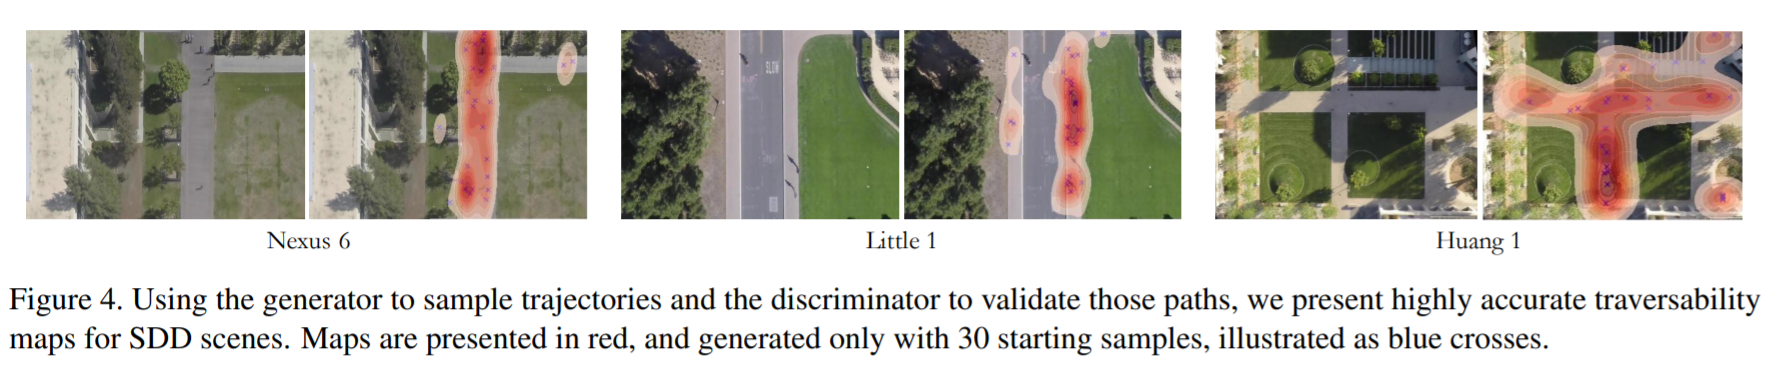 SLOW
Nexus 6
Little 1
Huang 1
Figure 4. Using the generator to sample trajectories and the discriminator to validate those paths, we present highly accurate traversability
maps for SDD scenes. Maps are presented in red, and generated only with 30 starting samples, illustrated as blue crosses.